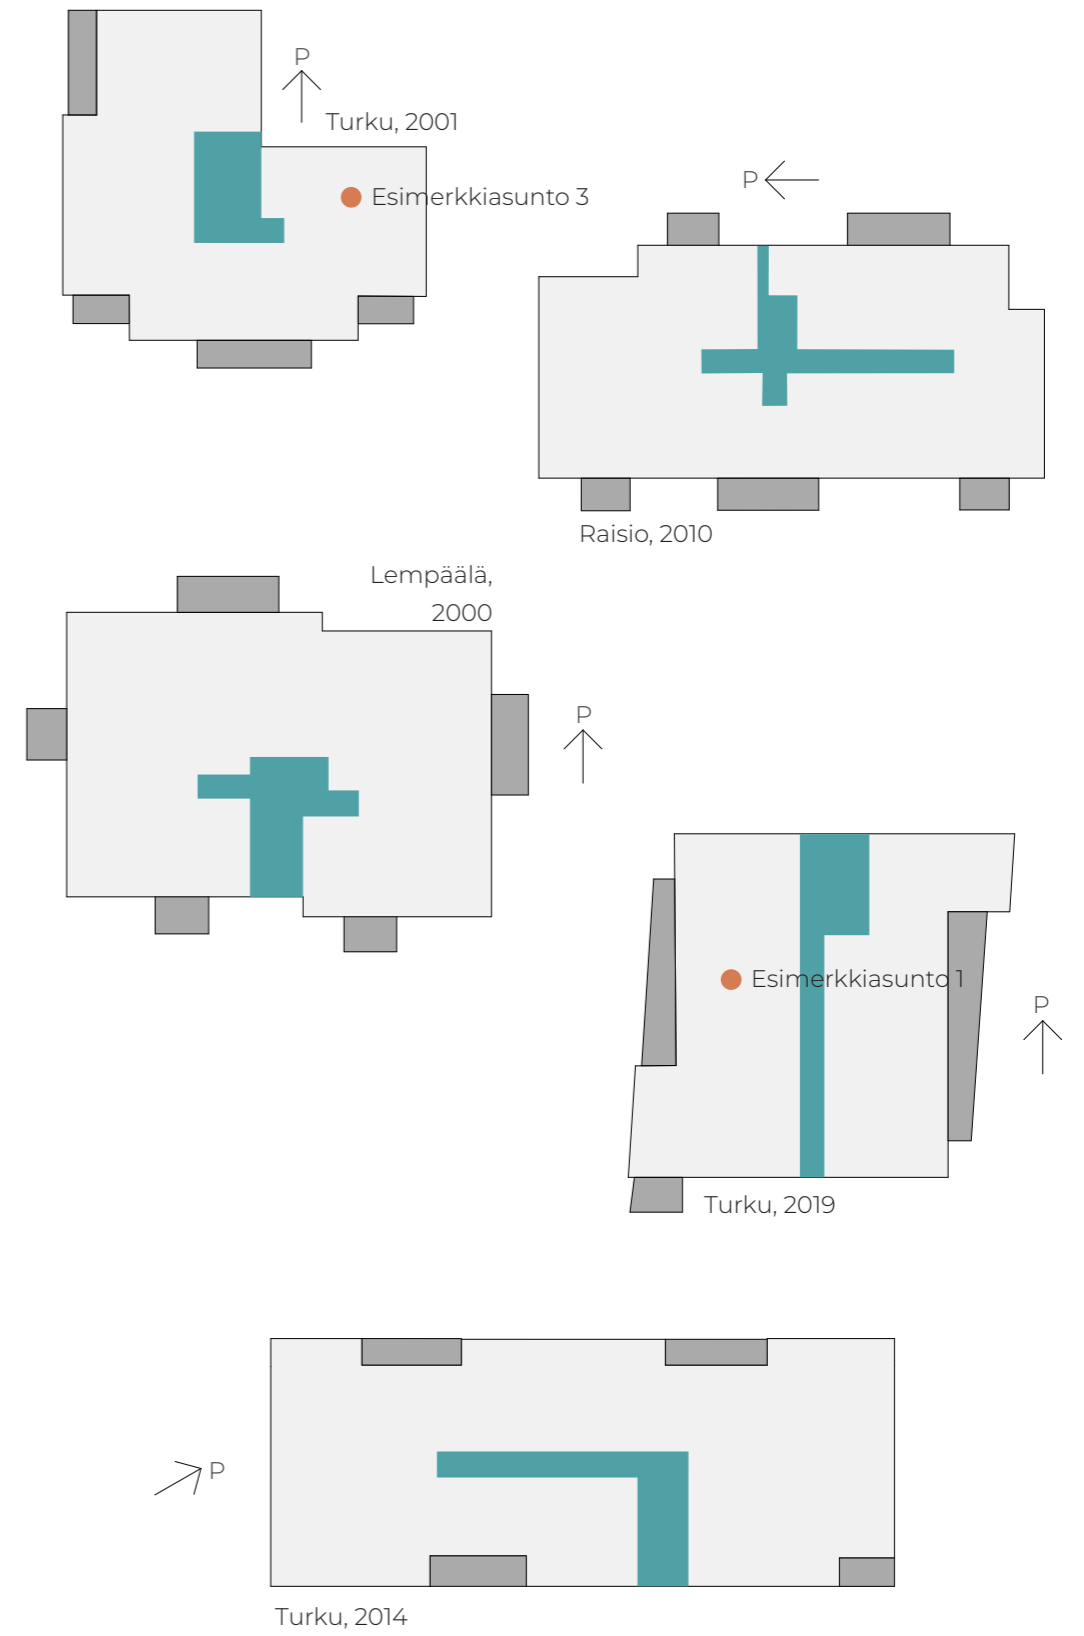 P
Turku, 2001
Esimerkkiasunto 3
P
Raisio, 2010
Lempäälä,
2000
P
Esimerkkiasunto 1
P
Turku, 2019
P
Turku, 2014